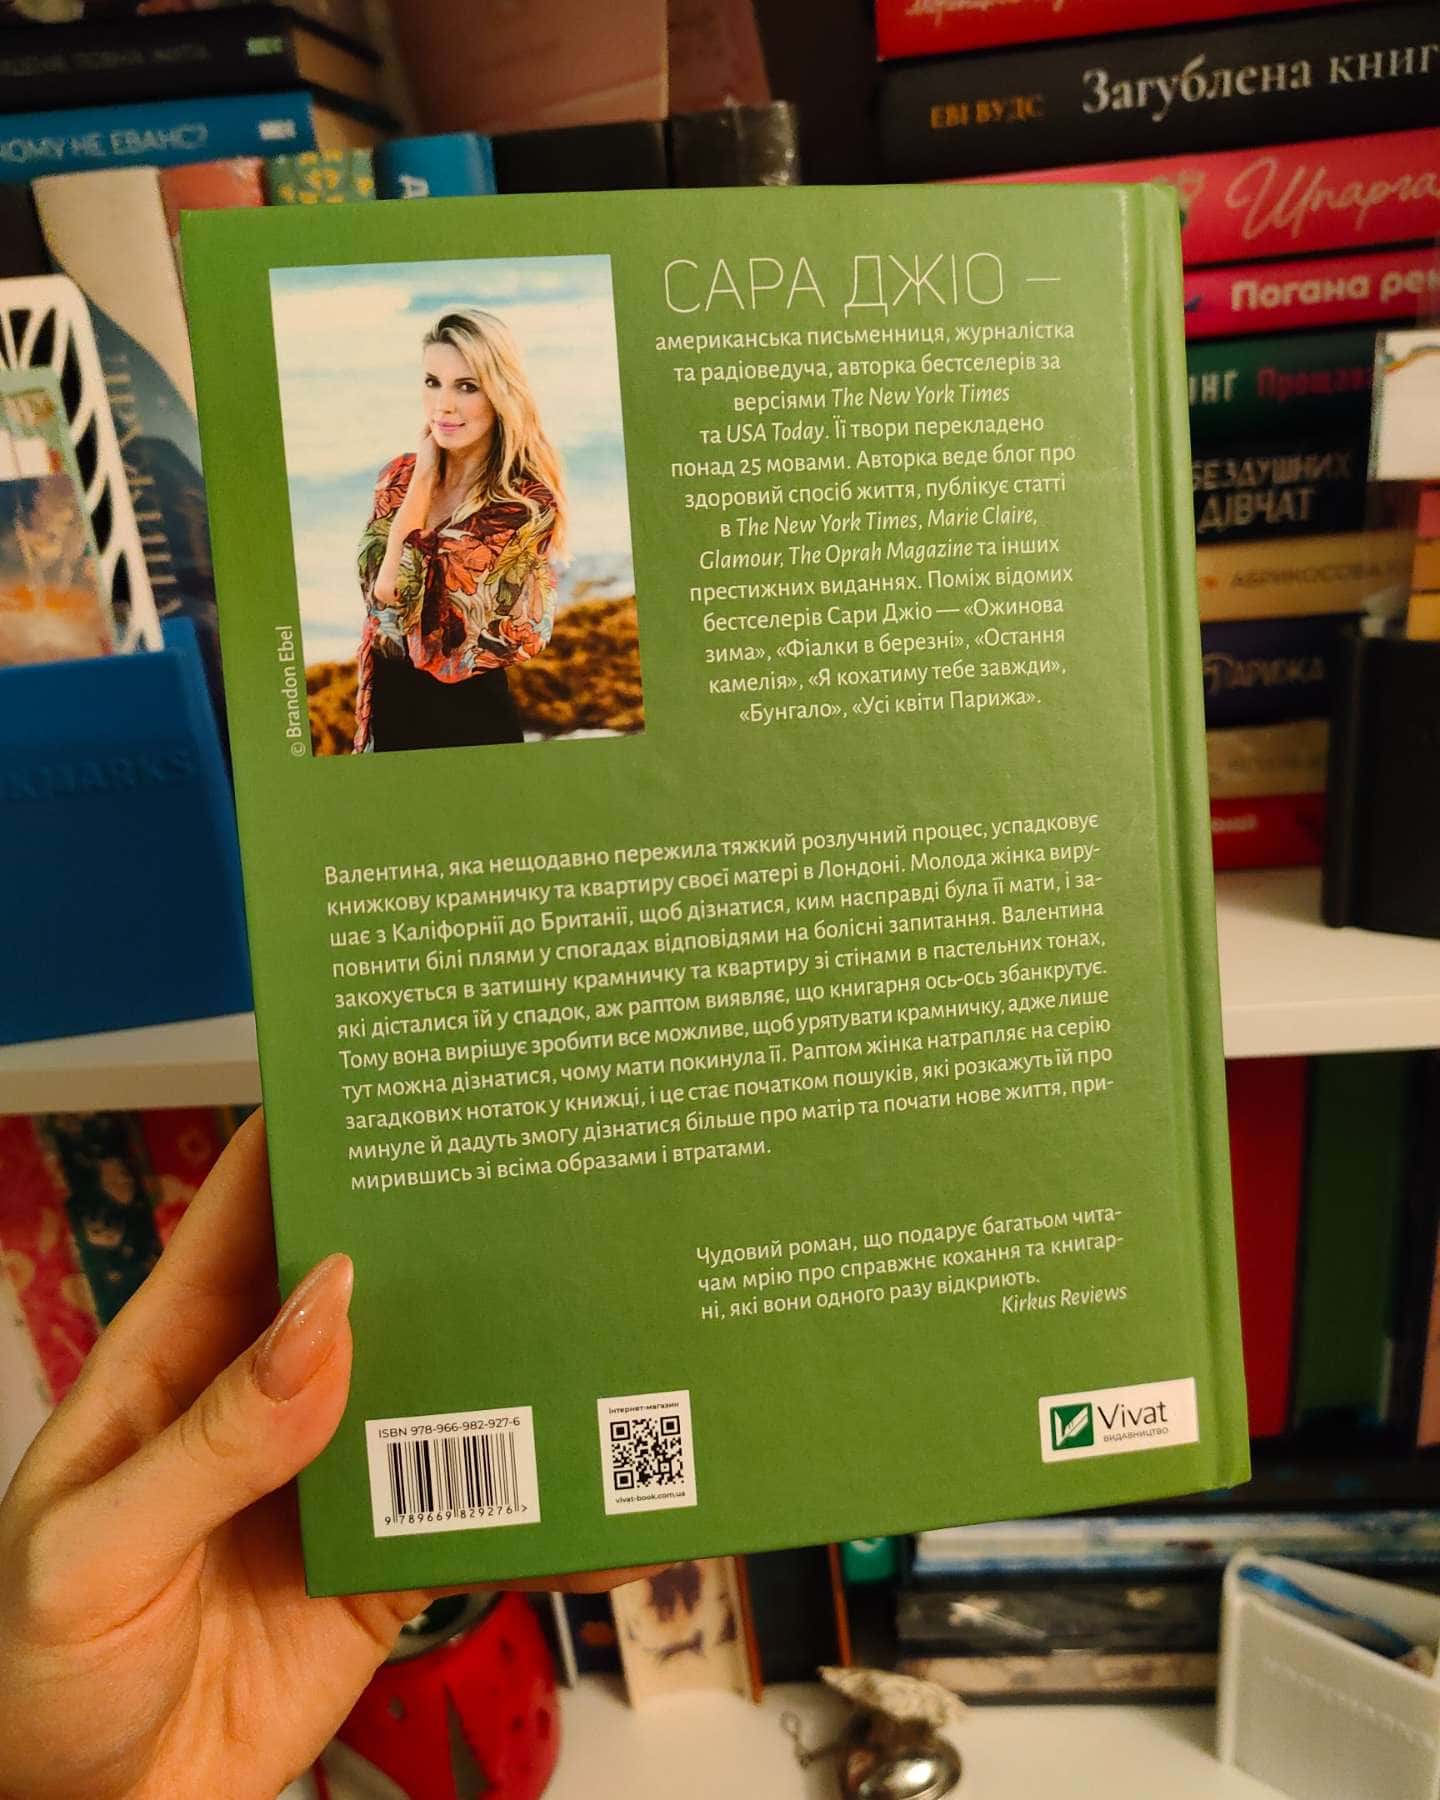 ЧОМУ НЕ ЕВАНС?
ЕВІ ВУДС Загублена книг
Шпарга
Погана рен
ІНГ Проща
БЕЗДУШНИХ
ДІВЧАТ
АБРИКОСОВА
ПАРИЖА
САРА ДЖІО —
американська письменниця, журналістка
та радіоведуча, авторка бестселерів за
версіями The New York Times
та USA Today. Її твори перекладено
понад 25 мовами. Авторка веде блог про
здоровий спосіб життя, публікує статті
в The New York Times, Marie Claire,
Glamour, The Oprah Magazine та інших
престижних виданнях. Поміж відомих
бестселерів Сари Джіо — «Ожинова
зима», «Фіалки в березні», «Остання
камелія», «Я кохатиму тебе завжди»,
«Бунгало», «Усі квіти Парижа».
© Brandon Ebel
Валентина, яка нещодавно пережила тяжкий розлучний процес, успадковує
книжкову крамничку та квартиру своєї матері в Лондоні. Молода жінка виру-
шає з Каліфорнії до Британії, щоб дізнатися, ким насправді була її мати, і за-
повнити білі плями у спогадах відповідями на болісні запитання. Валентина
закохується в затишну крамничку та квартиру зі стінами в пастельних тонах,
які дісталися їй у спадок, аж раптом виявляє, що книгарня ось-ось збанкрутує.
Тому вона вирішує зробити все можливе, щоб урятувати крамничку, адже лише
тут можна дізнатися, чому мати покинула її. Раптом жінка натрапляє на серію
загадкових нотаток у книжці, і це стає початком пошуків, які розкажуть їй про
минуле й дадуть змогу дізнатися більше про матір та почати нове життя, при-
мирившись зі всіма образами і втратами.
Чудовий роман, що подарує багатьом чита-
чам мрію про справжнє кохання та книгар-
ні, які вони одного разу відкриють.
Kirkus Reviews
ISBN 978-966-982-927-6
9 789669 829276 >
інтернет-магазин
vivat-book.com.ua
Vivat
ВИДАВНИЦТВО